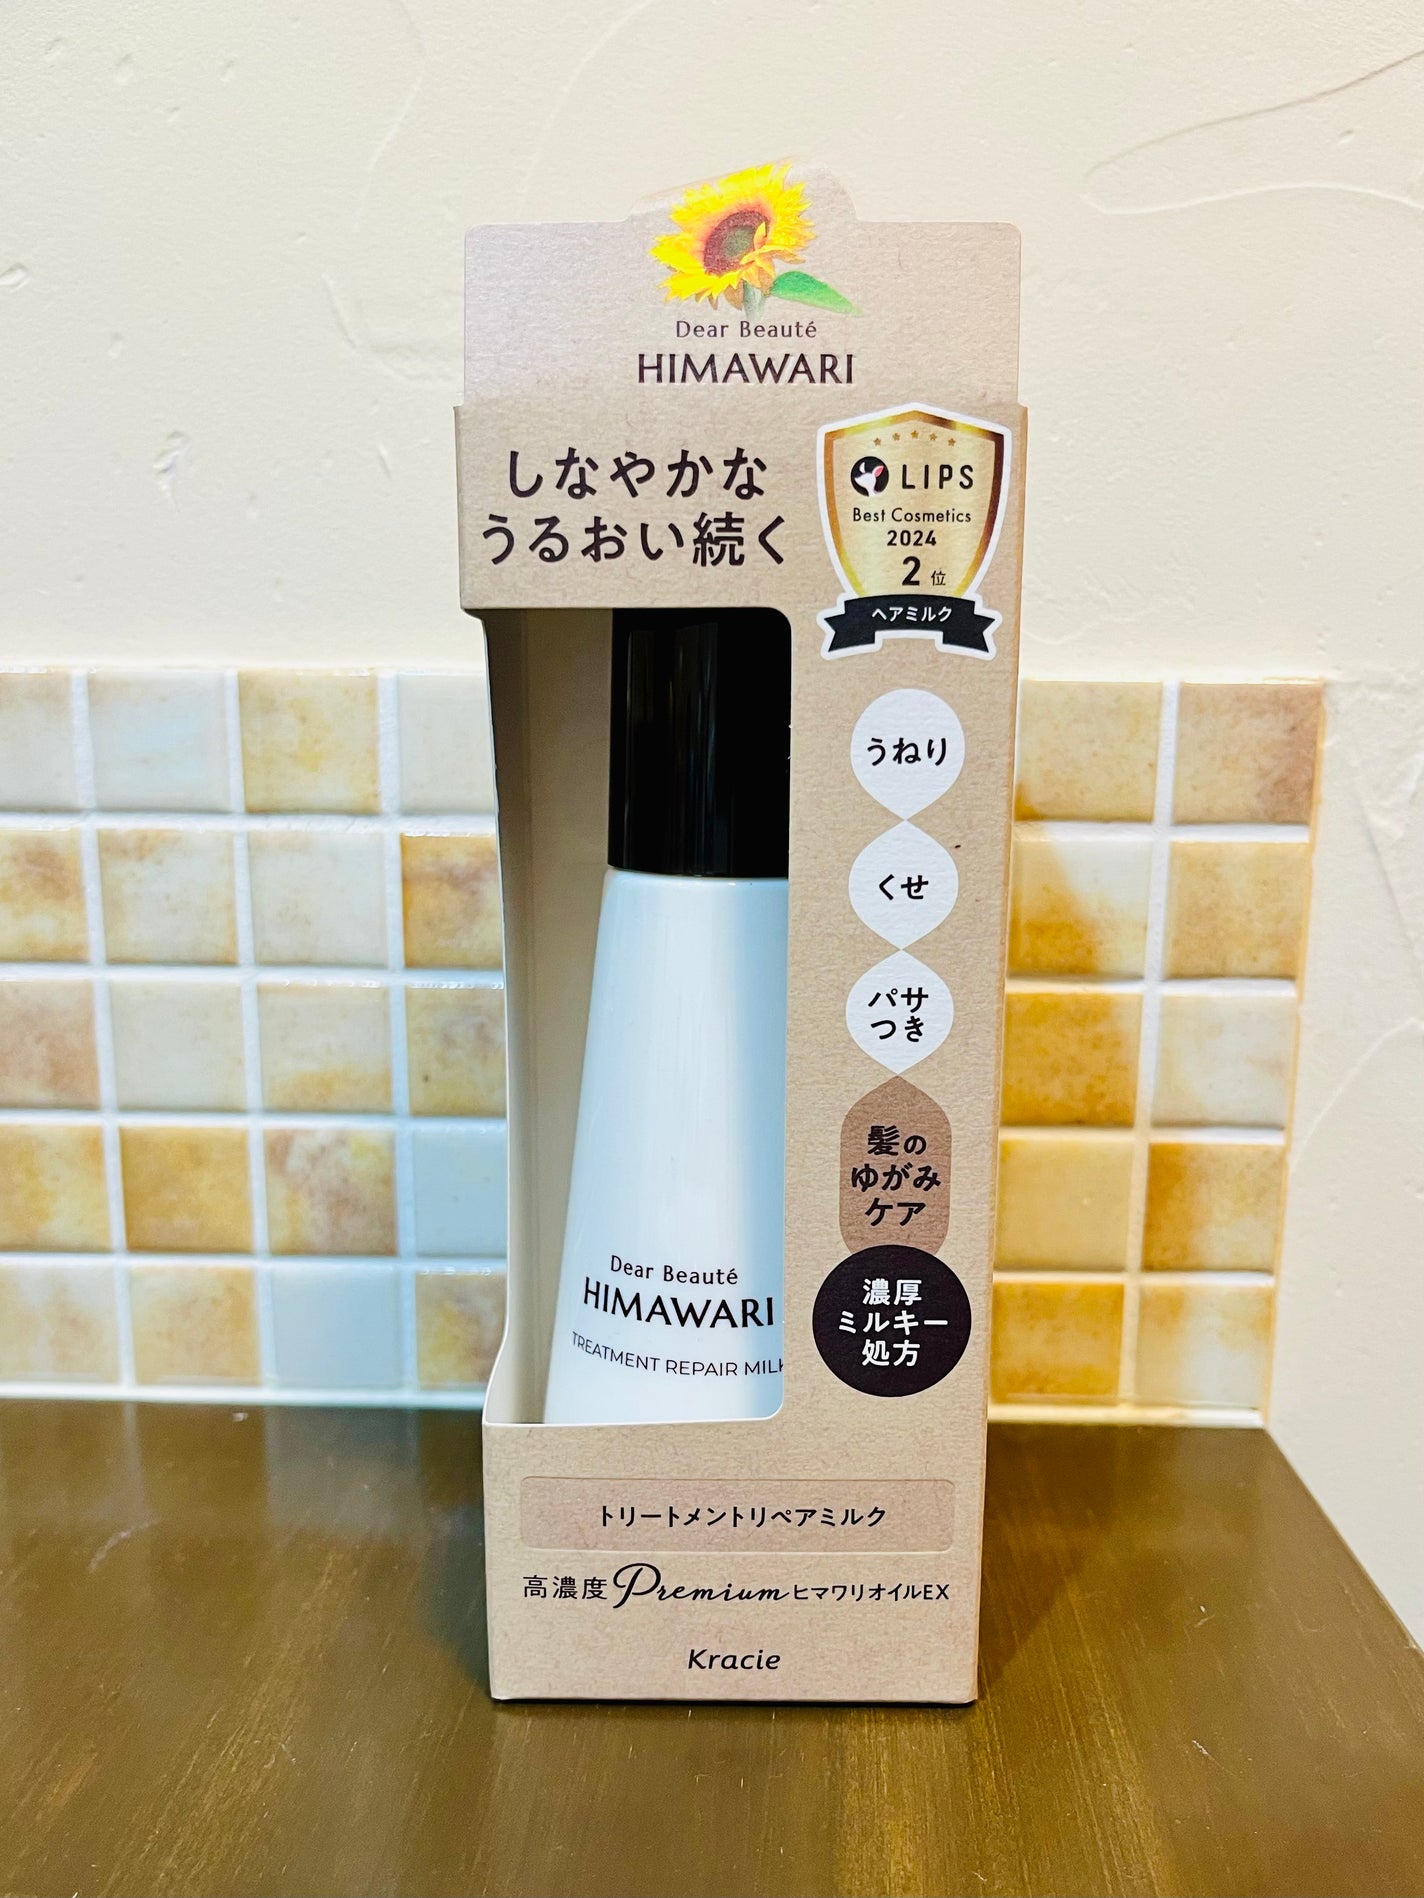 Dear Beauté
HIMAWARI
しなやかな
うるおい続く
LIPS
Best Cosmetics
2024
2位
ヘアミルク
うねり
くせ
パサ
つき
髪の
ゆがみ
ケア
濃厚
ミルキー
処方
Dear Beauté
HIMAWARI
TREATMENT REPAIR MILK
トリートメントリペアミルク
高濃度PremiumヒマワリオイルEX
Kracie